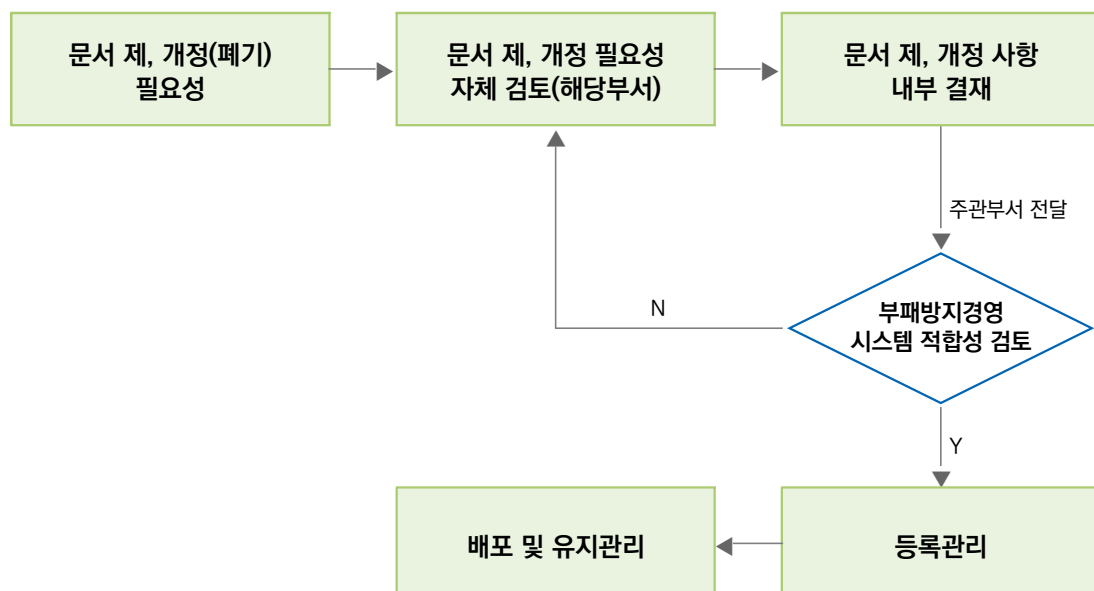 문서 제, 개정(폐기)
필요성
문서 제, 개정 필요성
자체 검토(해당부서)
문서 제, 개정 사항
내부 결재
주관부서 전달
부패방지경영
시스템 적합성 검토
N
Y
배포 및 유지관리
등록관리